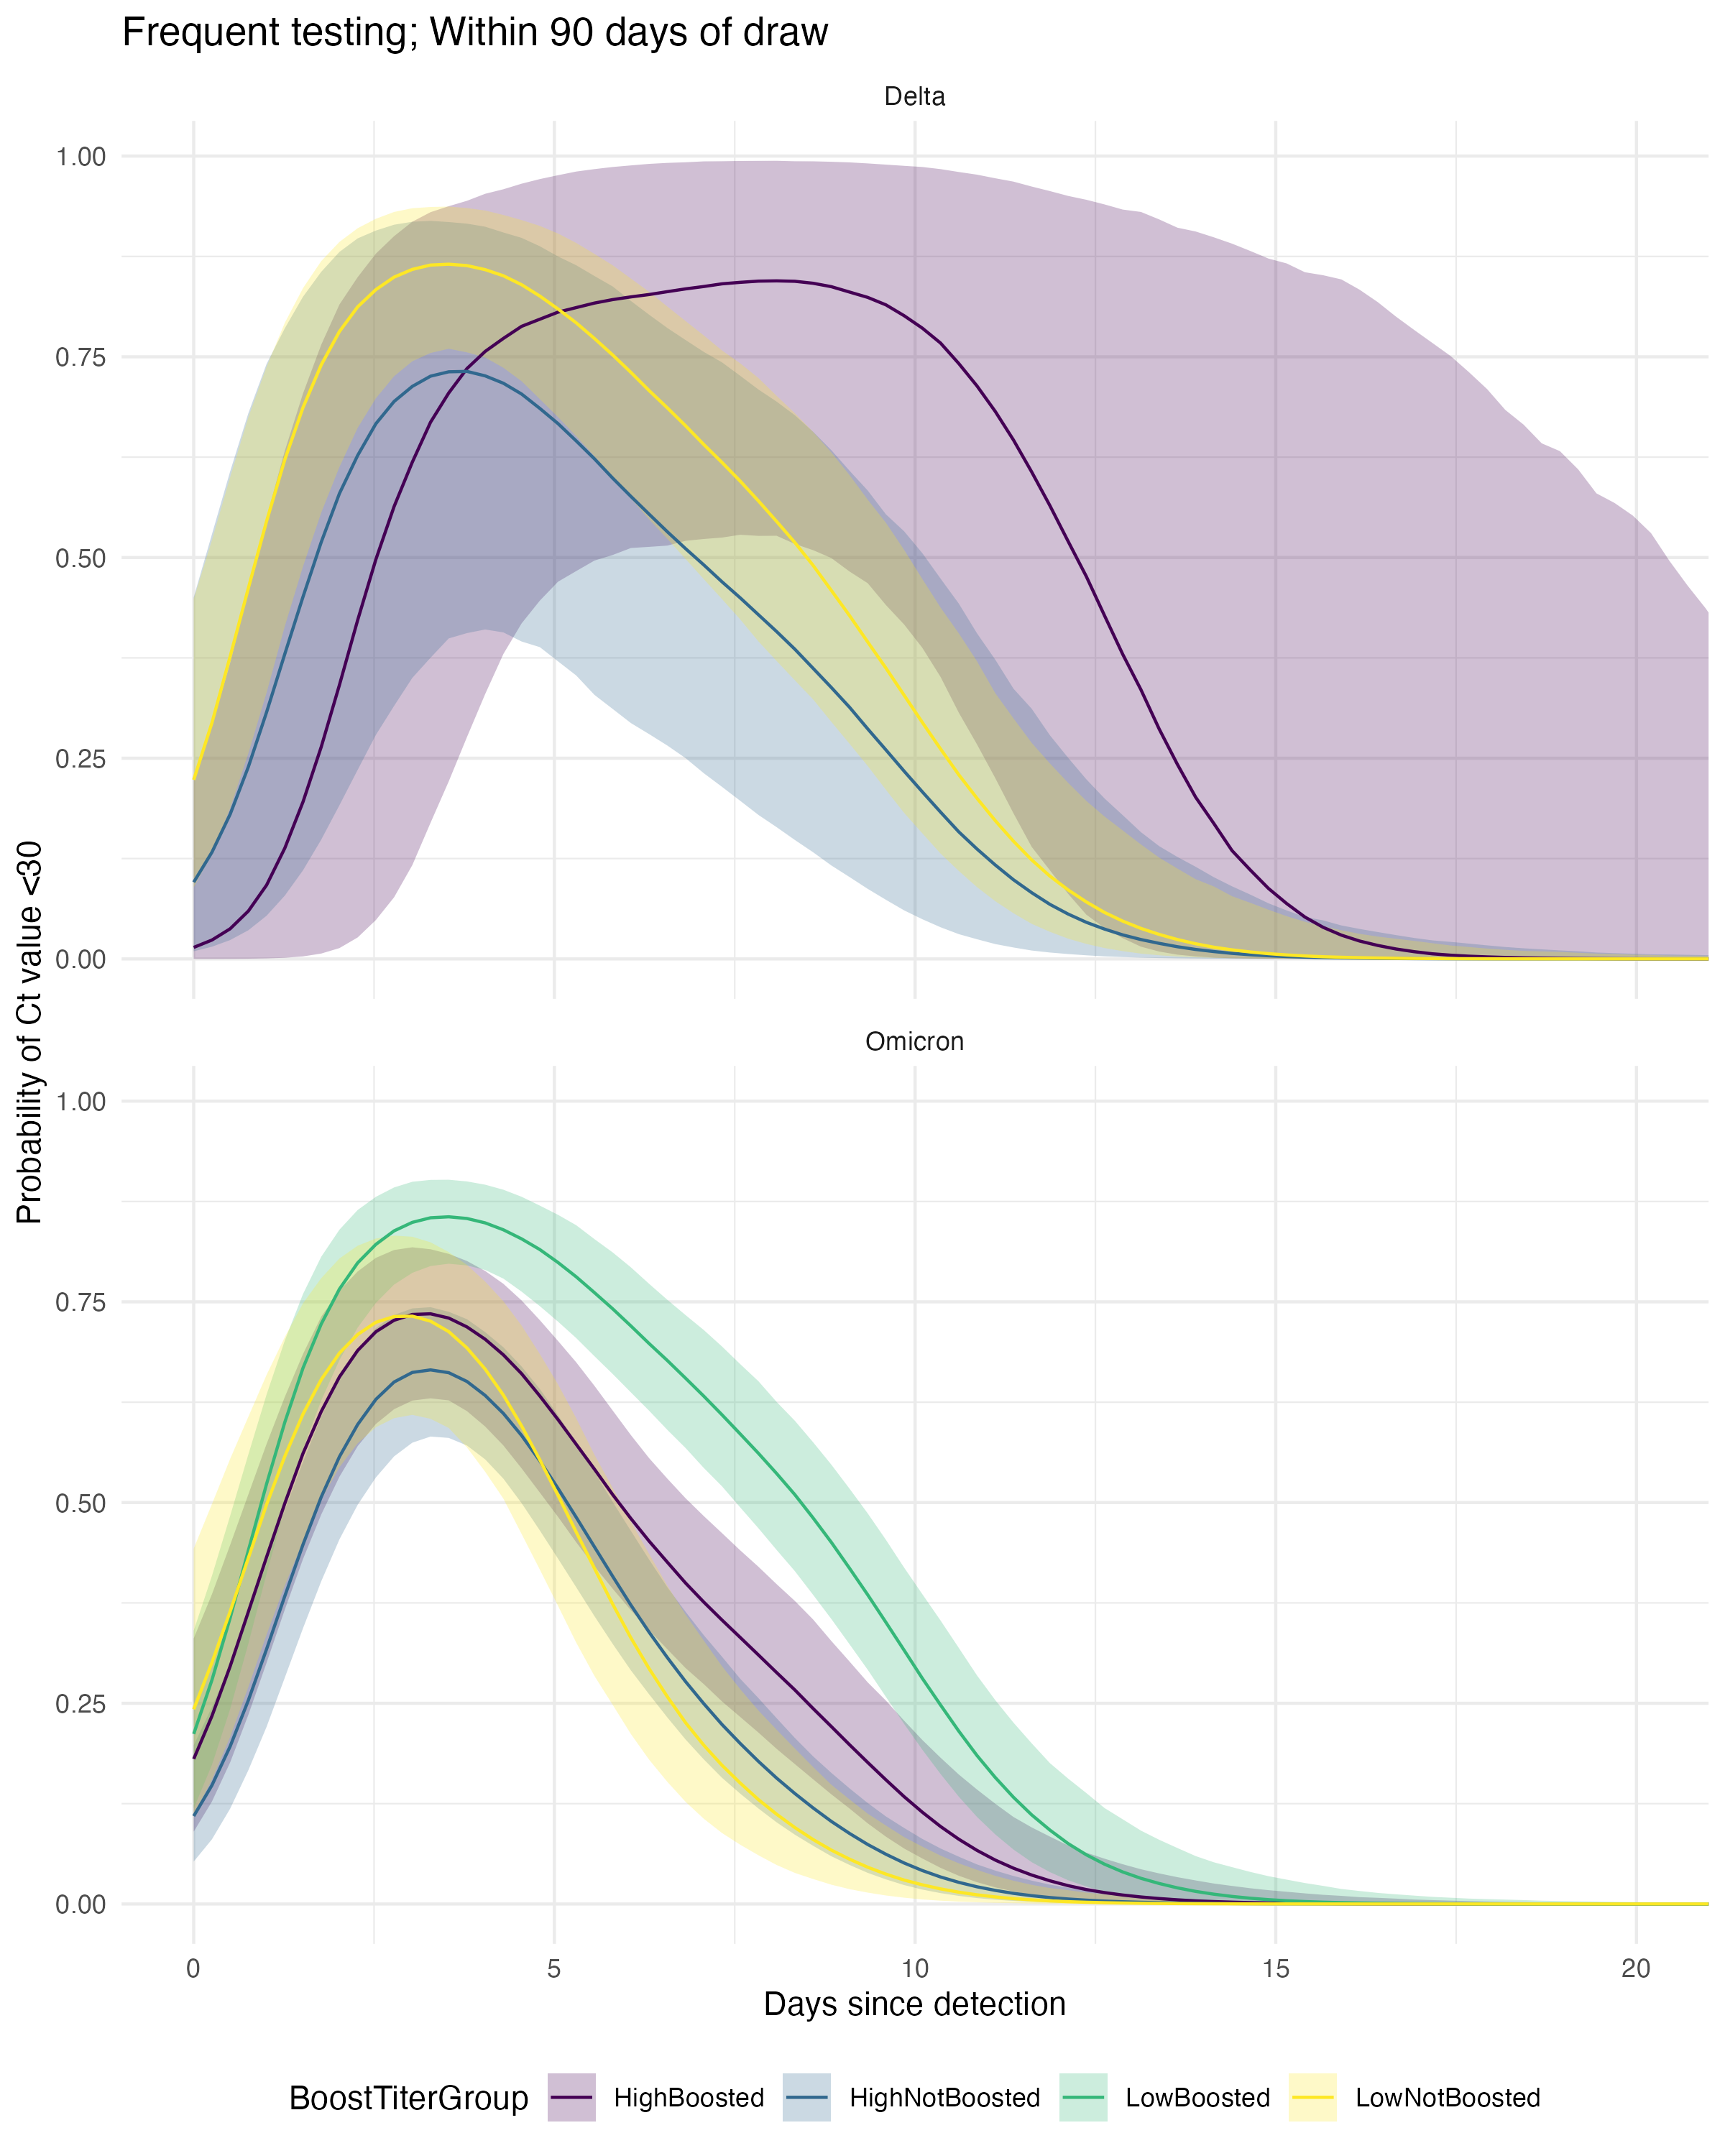 Frequent testing; Within 90 days of draw
Delta
1.00
0.75
0.50
0.25
0.00
Probability of Ct value <30
Omicron
1.00
0.75
0.50
0.25
0.00
0 5 10 15 20
Days since detection
BoostTiterGroup HighBoosted HighNotBoosted LowBoosted LowNotBoosted